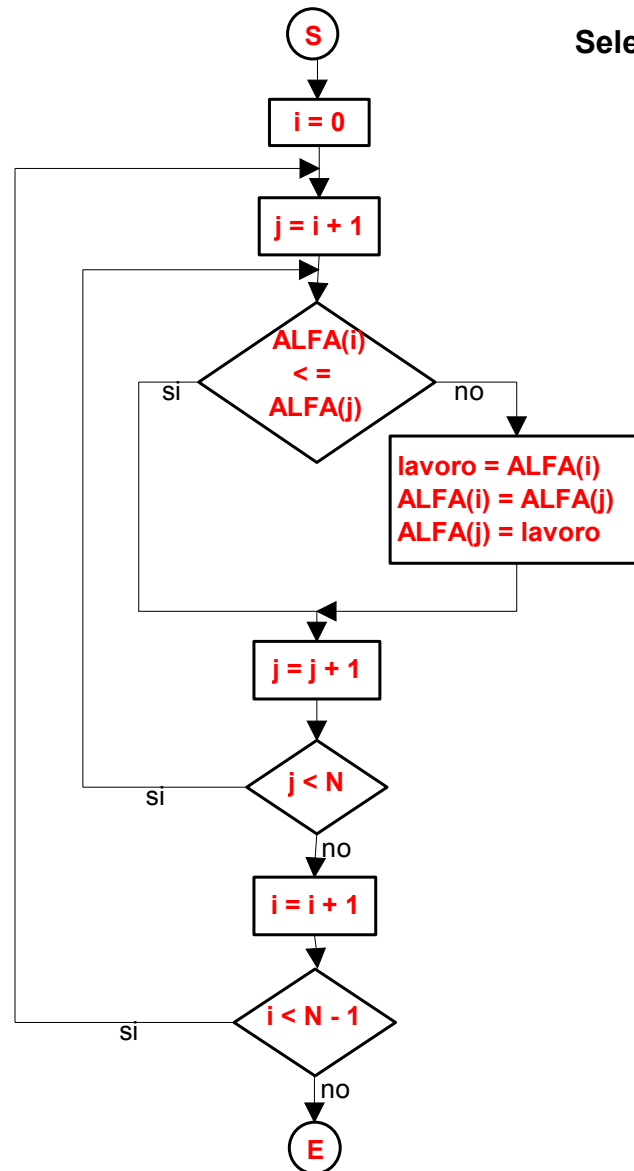 S
Sele
i = 0
j = i + 1
ALFA(i)
< =
ALFA(j)
si
no
lavoro = ALFA(i)
ALFA(i) = ALFA(j)
ALFA(j) = lavoro
j = j + 1
j < N
si
no
i = i + 1
i < N - 1
si
no
E